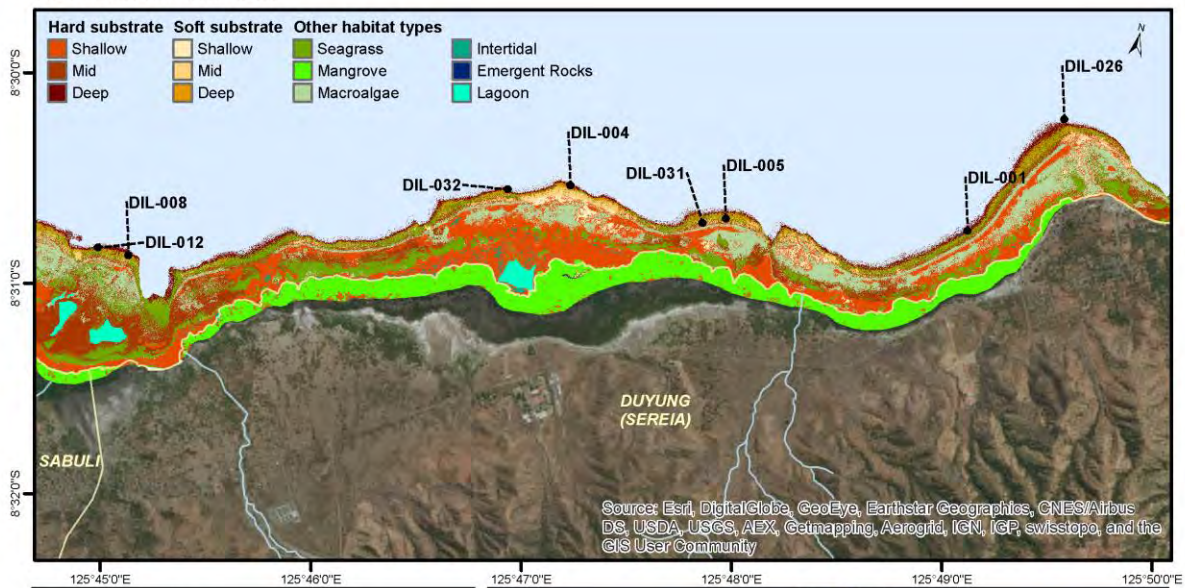 Hard substrate Soft substrate Other habitat types
Shallow Shallow Seagrass Intertidal
Mid Mid Mangrove Emergent Rocks
Deep Deep Macroalgae Lagoon
N
8°30'0"S
8°31'0"S
8°32'0"S
DIL-026
DIL-004
DIL-032
DIL-031
DIL-005
DIL-001
DIL-008
DIL-012
DUYUNG
(SEREIA)
SABULI
Source: Esri, DigitalGlobe, GeoEye, Earthstar Geographics, CNES/Airbus
DS, USDA, USGS, AEX, Getmapping, Aerogrid, IGN, IGP, swisstopo, and the
GIS User Community
125°45'0"E 125°46'0"E 125°47'0"E 125°48'0"E 125°49'0"E 125°50'0"E